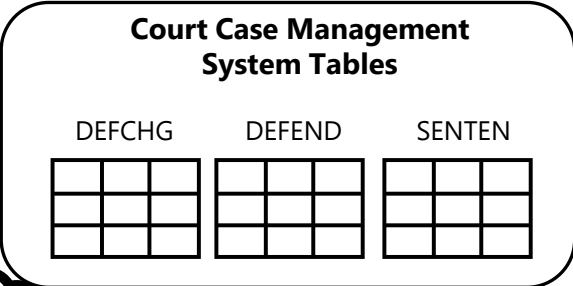 Court Case Management
System Tables
DEFCHG DEFEND SENTEN